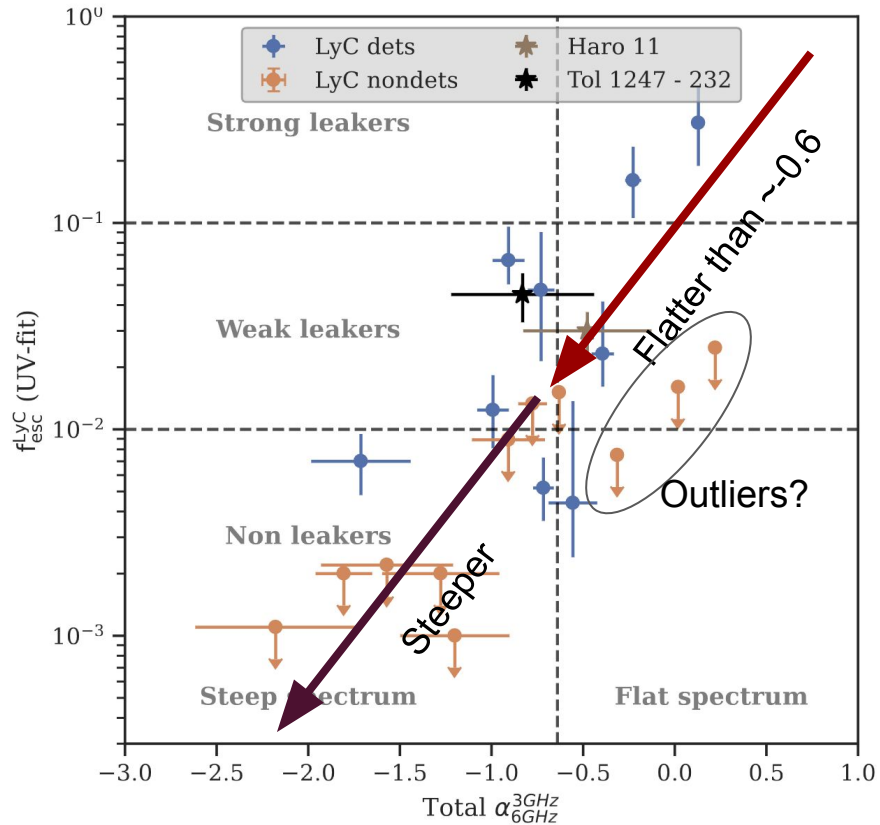 10⁰
LyC dets
Haro 11
LyC nondets
Tol 1247 - 232
Strong leakers
Flatter than ~-0.6
10⁻¹
Weak leakers
f_esc^LyC (UV-fit)
10⁻²
Outliers?
Non leakers
Steeper
10⁻³
Steep spectrum
Flat spectrum
−3.0 −2.5 −2.0 −1.5 −1.0 −0.5 0.0 0.5 1.0
Total α_6GHz^3GHz